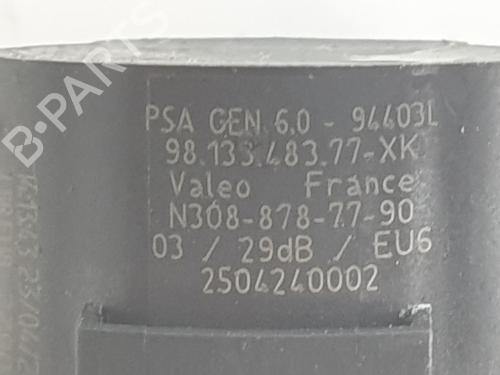 PSA GEN 6.0 - 94403L
98.133.483.77-XK
Valeo France
N308-878-77-90
03 / 29dB / EU6
2504240002